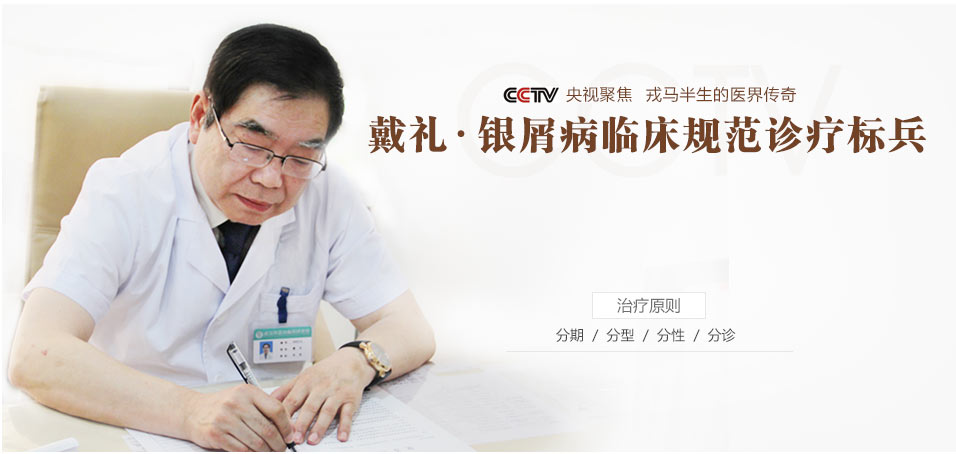 CCTV 央视聚焦 戎马半生的医界传奇
戴礼·银屑病临床规范诊疗标兵
CCTV
治疗原则
分期 / 分型 / 分性 / 分诊